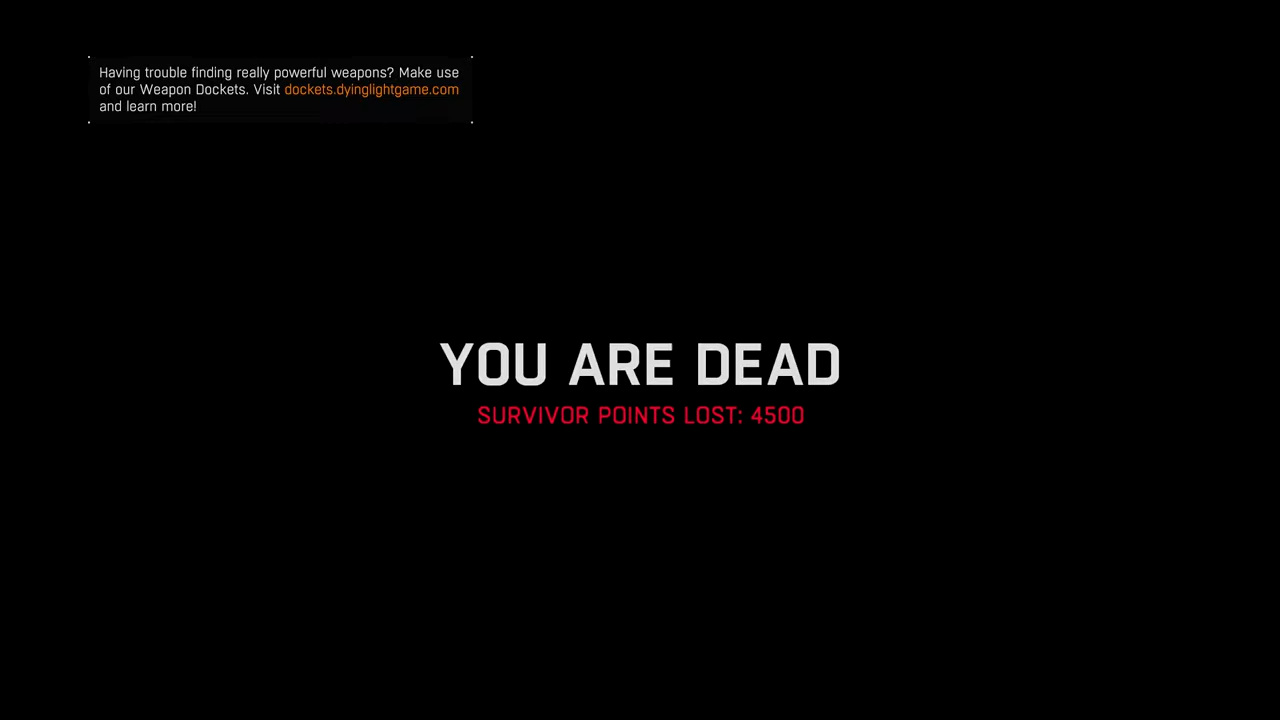 Having trouble finding really powerful weapons? Make use
of our Weapon Dockets. Visit dockets.dyinglightgame.com
and learn more!
YOU ARE DEAD
SURVIVOR POINTS LOST: 4500